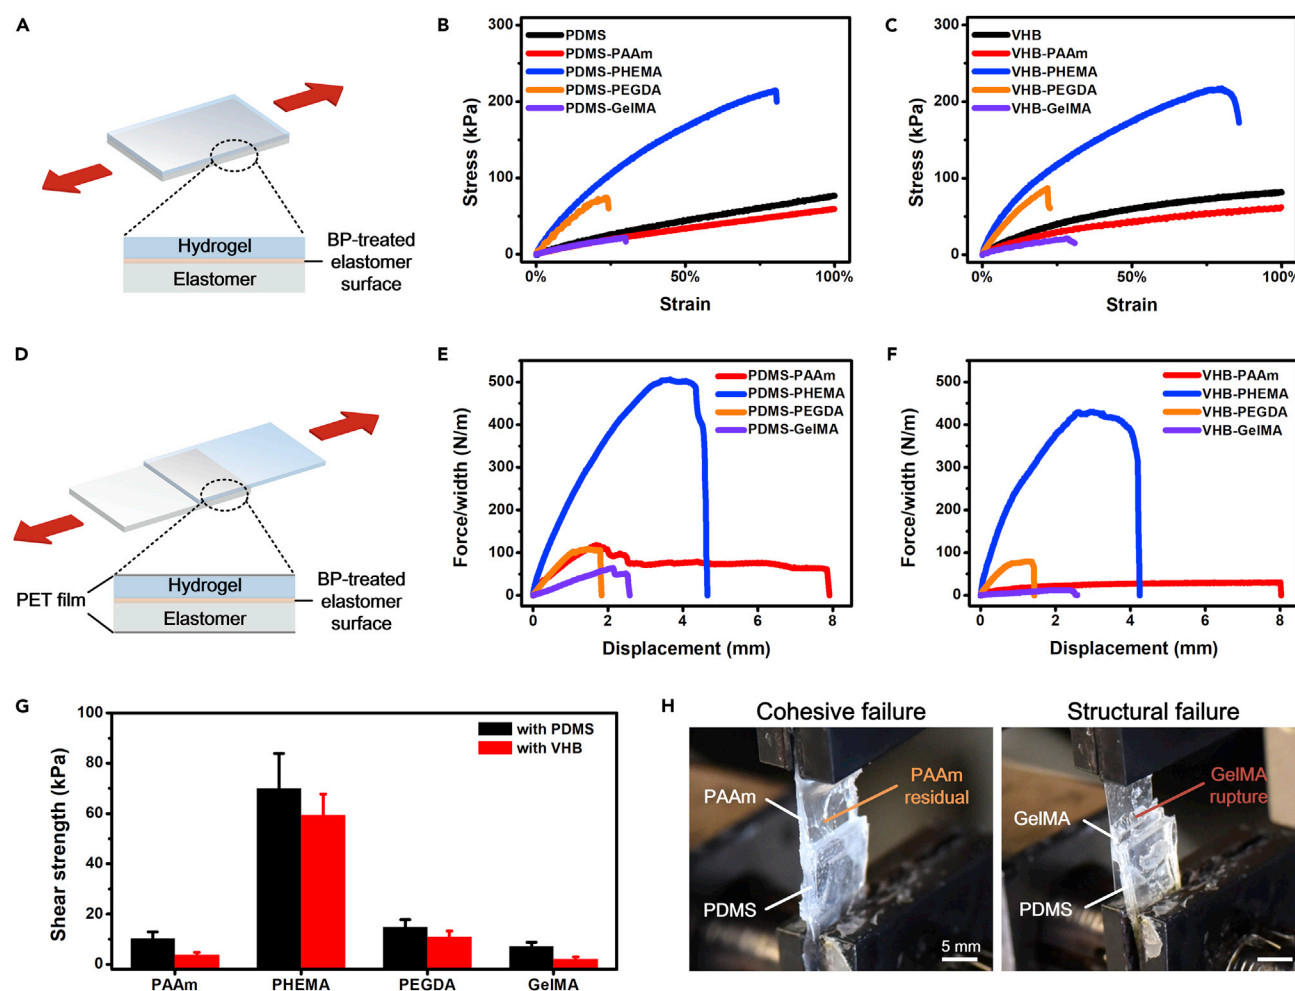 A
Hydrogel
Elastomer
BP-treated
elastomer
surface
B
300
200
100
0
0%
50%
100%
Stress (kPa)
Strain
PDMS
PDMS-PAAm
PDMS-PHEMA
PDMS-PEGDA
PDMS-GelMA
C
300
200
100
0
0%
50%
100%
Stress (kPa)
Strain
VHB
VHB-PAAm
VHB-PHEMA
VHB-PEGDA
VHB-GelMA
D
PET film
Hydrogel
Elastomer
BP-treated
elastomer
surface
E
500
400
300
200
100
0
0
2
4
6
8
Force/width (N/m)
Displacement (mm)
PDMS-PAAm
PDMS-PHEMA
PDMS-PEGDA
PDMS-GelMA
F
500
400
300
200
100
0
0
2
4
6
8
Force/width (N/m)
Displacement (mm)
VHB-PAAm
VHB-PHEMA
VHB-PEGDA
VHB-GelMA
G
100
80
60
40
20
0
Shear strength (kPa)
with PDMS
with VHB
PAAm
PHEMA
PEGDA
GelMA
H
Cohesive failure
PAAm
PAAm
residual
PDMS
5 mm
Structural failure
GelMA
GelMA
rupture
PDMS